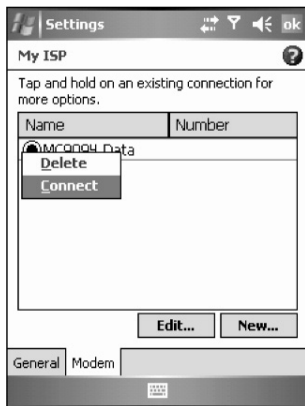 Settings
ok
My ISP
?
Tap and hold on an existing connection for
more options.
Name Number
MC9094 Data
Delete
Connect
Edit... New...
General Modem